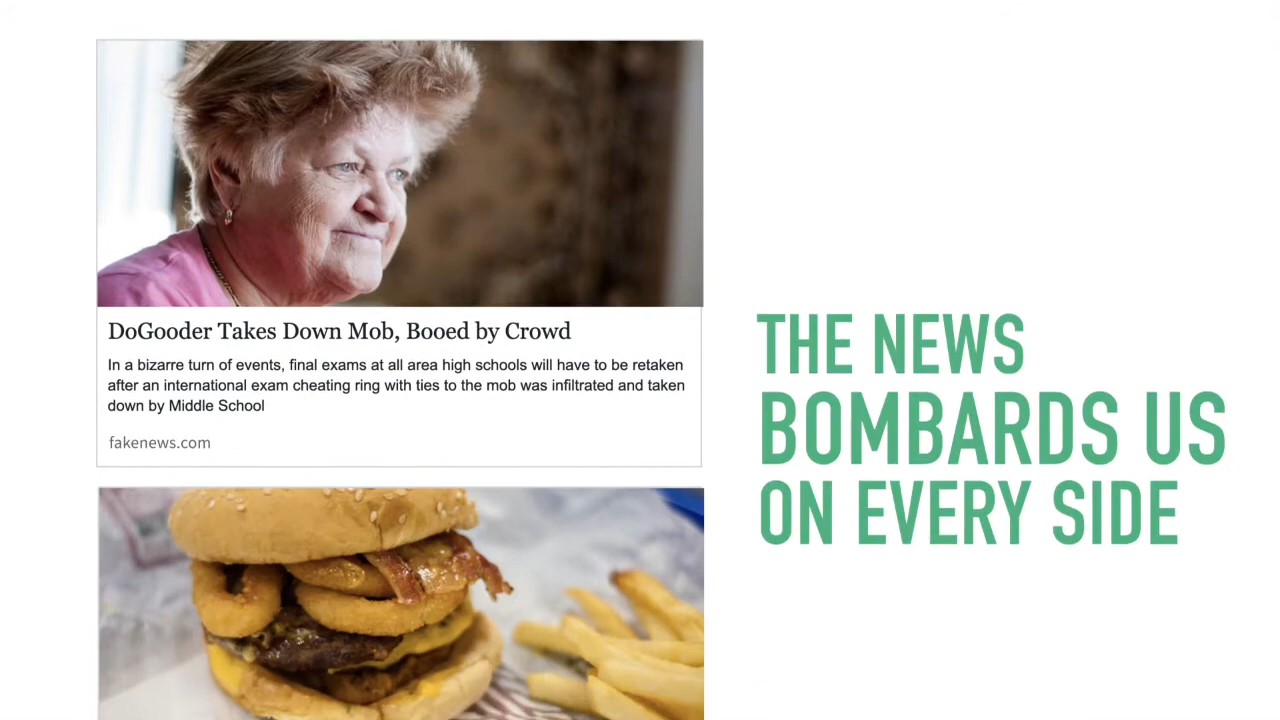 DoGooder Takes Down Mob, Booed by Crowd
In a bizarre turn of events, final exams at all area high schools will have to be retaken
after an international exam cheating ring with ties to the mob was infiltrated and taken
down by Middle School
fakenews.com
THE NEWS
BOMBARDS US
ON EVERY SIDE